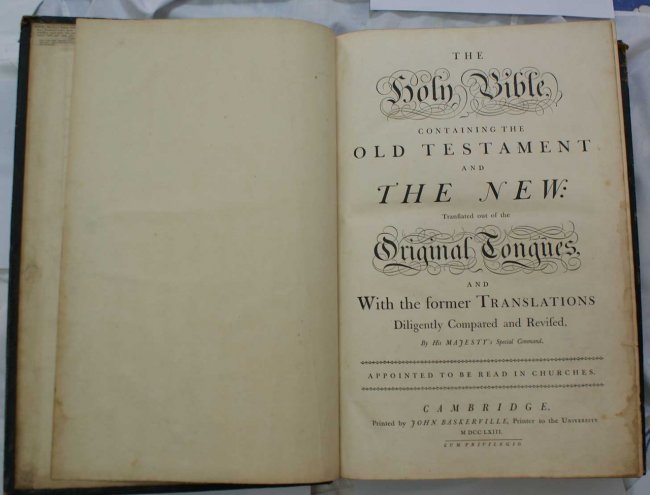 THE
Holy Bible,
CONTAINING THE
OLD TESTAMENT
AND
THE NEW:
Tranſlated out of the
Original Tongues,
AND
With the former TRANSLATIONS
Diligently Compared and Reviſed.
By His MAJESTY's Special Command.
APPOINTED TO BE READ IN CHURCHES.
CAMBRIDGE,
Printed by JOHN BASKERVILLE, Printer to the UNIVERSITY.
M DCC LXIII.
CUM PRIVILEGIO